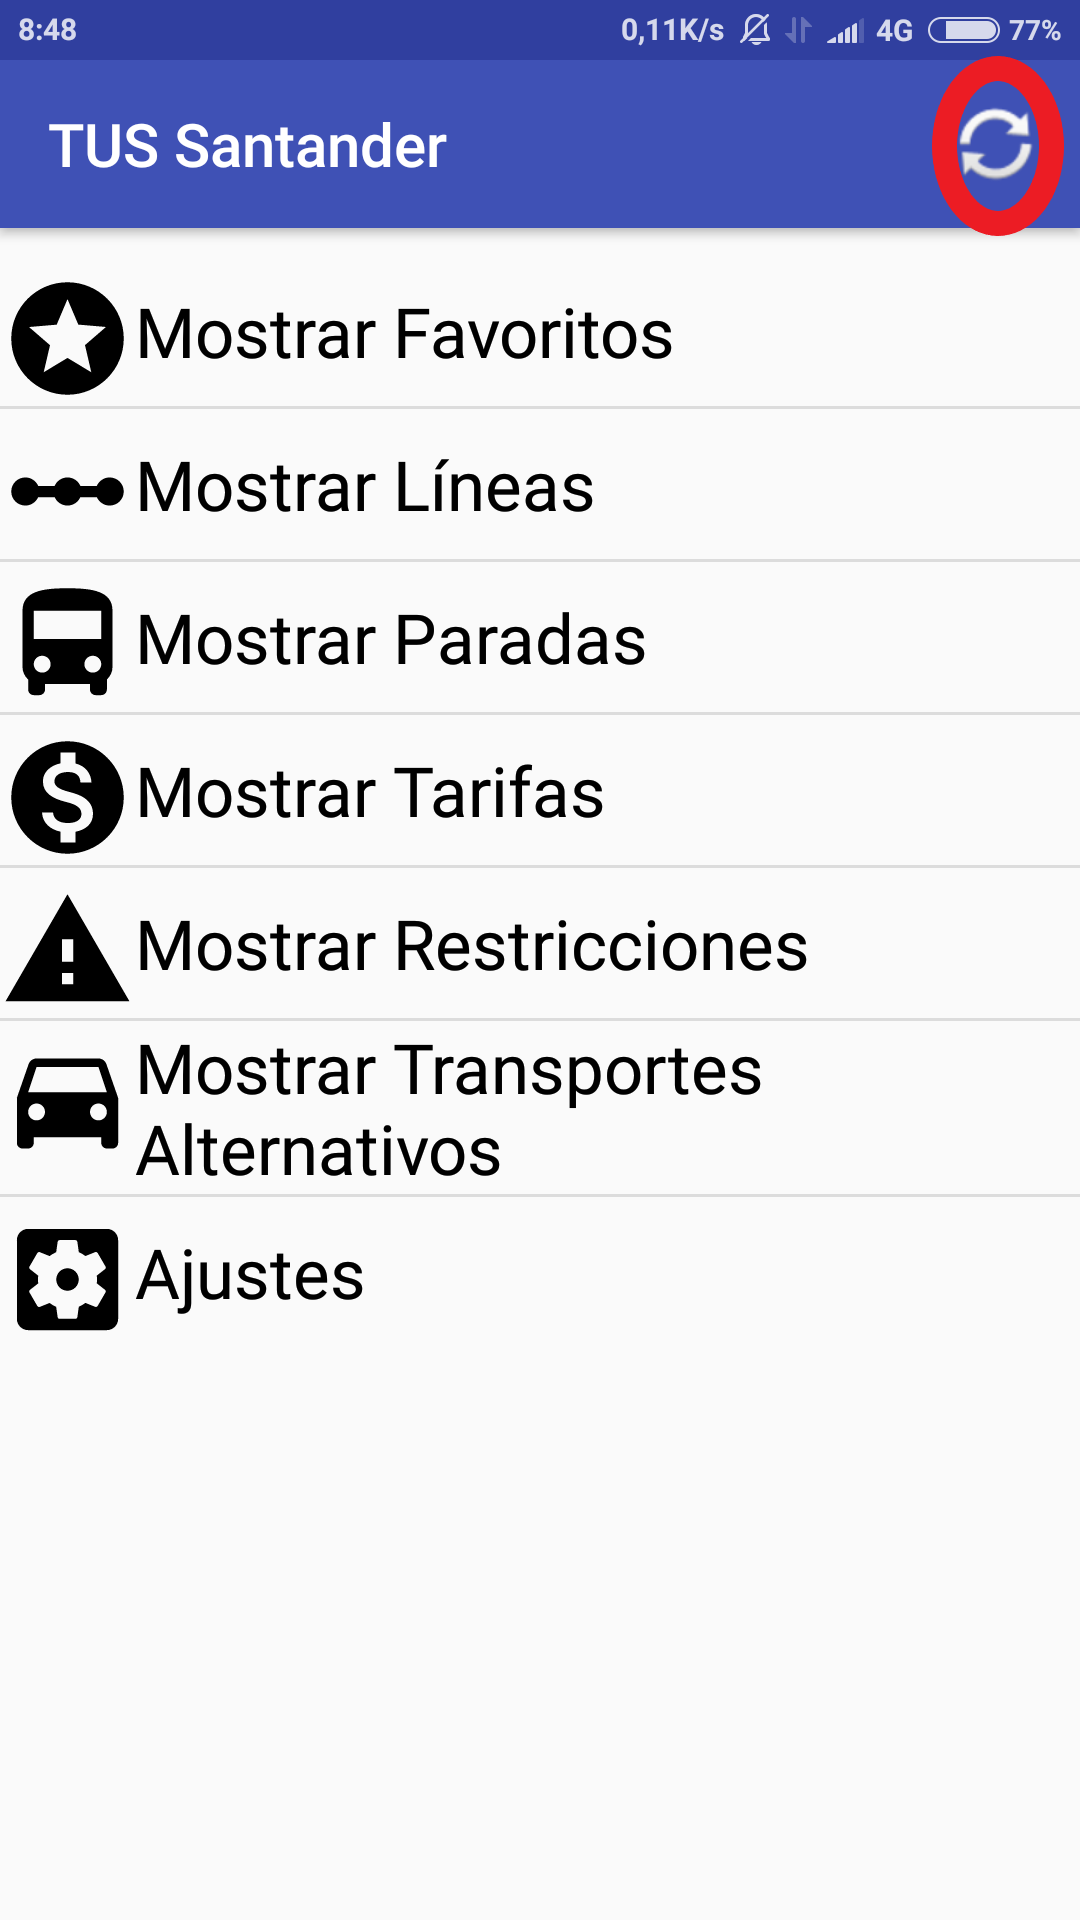 8:48 0,11K/s 4G 77%
TUS Santander
Mostrar Favoritos
Mostrar Líneas
Mostrar Paradas
Mostrar Tarifas
Mostrar Restricciones
Mostrar Transportes
Alternativos
Ajustes